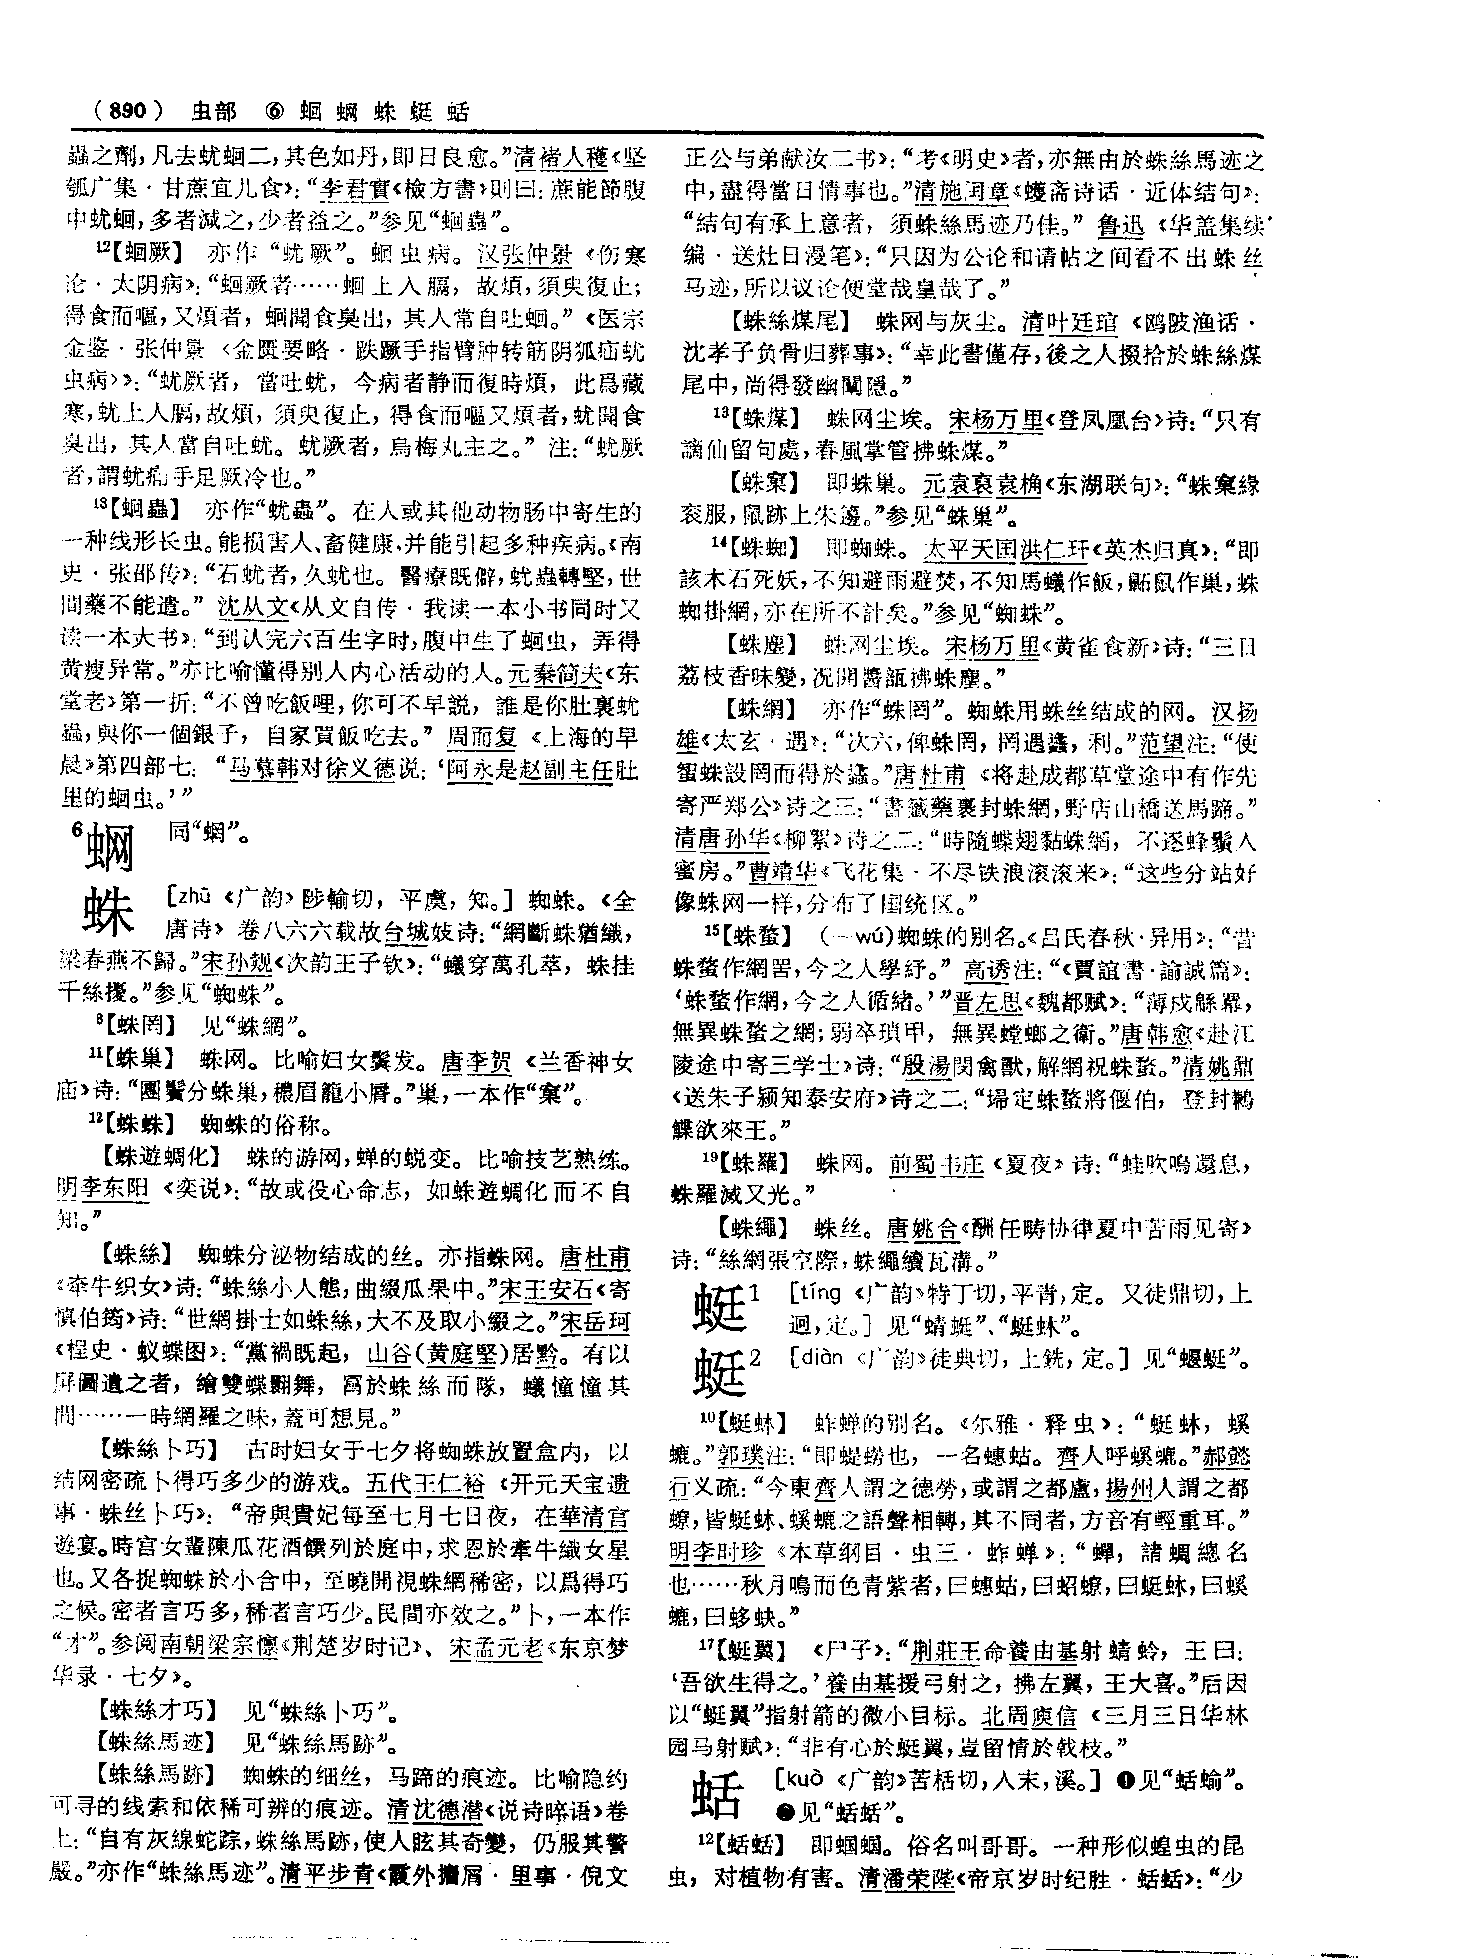 （890） 虫部 ⑥ 蛔蜽蛛蜓蛞
蟲之劑，凡去蚘蛔二，其色如丹，即日良愈。”清褚人穫《坚
瓠广集·甘蔗宜儿食》：“李君實《檢方書》則曰：蔗能節腹
中蚘蛔，多者減之，少者益之。”参见“蛔蟲”。
12【蛔厥】 亦作“蚘厥”。蛔虫病。汉张仲景《伤寒
论·太阴病》：“蛔厥者……蛔上入膈，故煩，須臾復止；
得食而嘔，又煩者，蛔聞食臭出，其人常自吐蛔。”《医宗
金鉴·张仲景〈金匮要略·趺蹶手指臂肿转筋阴狐疝蚘
虫病〉》：“蚘厥者，當吐蚘，今病者静而復時煩，此爲藏
寒，蚘上入膈，故煩，須臾復止，得食而嘔又煩者，蚘聞食
臭出，其人當自吐蚘。蚘厥者，烏梅丸主之。”注：“蚘厥
者，謂蚘痛手足厥冷也。”
13【蛔蟲】 亦作“蚘蟲”。在人或其他动物肠中寄生的
一种线形长虫。能损害人、畜健康，并能引起多种疾病。《南
史·张邵传》：“石蚘者，久蚘也。醫療既僻，蚘蟲轉堅，世
間藥不能遣。”沈从文《从文自传·我读一本小书同时又
读一本大书》：“到认完六百生字时，腹中生了蛔虫，弄得
黄瘦异常。”亦比喻懂得别人内心活动的人。元秦简夫《东
堂老》第一折：“不曾吃飯哩，你可不早説，誰是你肚裏蚘
蟲，與你一個銀子，自家買飯吃去。”周而复《上海的早
晨》第四部七：“马慕韩对徐义德说：‘阿永是赵副主任肚
里的蛔虫。’”
6 蜽 同“蝄”。
蛛 ［zhū《广韵》陟輸切，平虞，知。］蜘蛛。《全
唐诗》卷八六六载故台城妓诗：“網斷蛛猶織，
梁春燕不歸。”宋孙觌《次韵王子钦》：“蟻穿萬孔萃，蛛挂
千絲擾。”参见“蜘蛛”。
8【蛛罔】 见“蛛網”。
11【蛛巢】 蛛网。比喻妇女鬓发。唐李贺《兰香神女
庙》诗：“團鬢分蛛巢，穠眉籠小脣。”巢，一本作“窠”。
12【蛛蛛】 蜘蛛的俗称。
【蛛遊蜩化】 蛛的游网，蝉的蜕变。比喻技艺熟练。
明李东阳《奕说》：“故或役心命志，如蛛遊蜩化而不自
知。”
【蛛絲】 蜘蛛分泌物结成的丝。亦指蛛网。唐杜甫
《牵牛织女》诗：“蛛絲小人態，曲綴瓜果中。”宋王安石《寄
慎伯筠》诗：“世網掛士如蛛絲，大不及取小綴之。”宋岳珂
《桯史·蚁蝶图》：“黨禍既起，山谷（黄庭堅）居黔。有以
屏圖遺之者，繪雙蝶翾舞，罥於蛛絲而隊，蟻憧憧其
間……一時網羅之味，蓋可想見。”
【蛛絲卜巧】 古时妇女于七夕将蜘蛛放置盒内，以
结网密疏卜得巧多少的游戏。五代王仁裕《开元天宝遗
事·蛛丝卜巧》：“帝與貴妃每至七月七日夜，在華清宫
遊宴。時宫女輩陳瓜花酒饌列於庭中，求恩於牽牛織女星
也。又各捉蜘蛛於小合中，至曉開視蛛網稀密，以爲得巧
之候。密者言巧多，稀者言巧少。民間亦效之。”卜，一本作
“才”。参阅南朝梁宗懔《荆楚岁时记》、宋孟元老《东京梦
华录·七夕》。
【蛛絲才巧】 见“蛛絲卜巧”。
【蛛絲馬迹】 见“蛛絲馬跡”。
【蛛絲馬跡】 蜘蛛的细丝，马蹄的痕迹。比喻隐约
可寻的线索和依稀可辨的痕迹。清沈德潜《说诗晬语》卷
上：“自有灰線蛇踪，蛛絲馬跡，使人眩其奇變，仍服其警
嚴。”亦作“蛛絲馬迹”。清平步青《霞外攟屑·里事·倪文
正公与弟献汝二书》：“考《明史》者，亦無由於蛛絲馬迹之
中，盡得當日情事也。”清施闰章《蠖斋诗话·近体结句》：
“結句有承上意者，須蛛絲馬迹乃佳。”鲁迅《华盖集续
编·送灶日漫笔》：“只因为公论和请帖之间看不出蛛丝
马迹，所以议论便堂哉皇哉了。”
【蛛絲煤尾】 蛛网与灰尘。清叶廷琯《鸥陂渔话·
沈孝子负骨归葬事》：“幸此書僅存，後之人掇拾於蛛絲煤
尾中，尚得發幽闡隱。”
13【蛛煤】 蛛网尘埃。宋杨万里《登凤凰台》诗：“只有
謫仙留句處，春風掌管拂蛛煤。”
【蛛窠】 即蛛巢。元袁裒袁桷《东湖联句》：“蛛窠緣
衮服，鼠跡上朱籩。”参见“蛛巢”。
14【蛛蜘】 即蜘蛛。太平天囯洪仁玕《英杰归真》：“即
該木石死妖，不知避雨避焚，不知馬蟻作飯，鼫鼠作巢，蛛
蜘掛網，亦在所不計矣。”参见“蜘蛛”。
【蛛塵】 蛛网尘埃。宋杨万里《黄雀食新》诗：“三日
荔枝香味變，况開醬瓿拂蛛塵。”
【蛛網】 亦作“蛛罔”。蜘蛛用蛛丝结成的网。汉扬
雄《太玄·遇》：“次六，俾蛛罔，罔遇蠭，利。”范望注：“使
蜘蛛設罔而得於蠭。”唐杜甫《将赴成都草堂途中有作先
寄严郑公》诗之三：“書籤藥裹封蛛網，野店山橋送馬蹄。”
清唐孙华《柳絮》诗之二：“時隨蝶翅黏蛛網，不逐蜂鬚入
蜜房。”曹靖华《飞花集·不尽铁浪滚滚来》：“这些分站好
像蛛网一样，分布了国统区。”
15【蛛蝥】 （－wú）蜘蛛的别名。《吕氏春秋·异用》：“昔
蛛蝥作網罟，今之人學紓。”高诱注：“《賈誼書·諭誠篇》：
‘蛛蝥作網，今之人循緒。’”晋左思《魏都赋》：“薄戍緜羃，
無異蛛蝥之網；弱卒瑣甲，無異螳螂之衛。”唐韩愈《赴江
陵途中寄三学士》诗：“殷湯閔禽獸，解網祝蛛蝥。”清姚鼐
《送朱子颍知泰安府》诗之二：“埽定蛛蝥將偃伯，登封鶼
鰈欲來王。”
19【蛛羅】 蛛网。前蜀韦庄《夏夜》诗：“蛙吹鳴還息，
蛛羅滅又光。”
【蛛繩】 蛛丝。唐姚合《酬任畴协律夏中苦雨见寄》
诗：“絲網張空際，蛛繩續瓦溝。”
蜓1 ［tíng《广韵》特丁切，平青，定。又徒鼎切，上
迥，定。］见“蜻蜓”、“蜓蚞”。
蜓2 ［diàn《广韵》徒典切，上銑，定。］见“蝘蜓”。
10【蜓蚞】 蚱蝉的别名。《尔雅·释虫》：“蜓蚞，螇
螰。”郭璞注：“即蝭蟧也，一名蟪蛄。齊人呼螇螰。”郝懿
行义疏：“今東齊人謂之德勞，或謂之都盧，揚州人謂之都
蟟，皆蜓蚞、螇螰之語聲相轉，其不同者，方音有輕重耳。”
明李时珍《本草纲目·虫三·蚱蝉》：“蟬，諸蜩總名
也……秋月鳴而色青紫者，曰蟪蛄，曰蛁蟟，曰蜓蚞，曰螇
螰，曰蛥蚗。”
17【蜓翼】 《尸子》：“荆莊王命養由基射蜻蛉，王曰：
‘吾欲生得之。’養由基援弓射之，拂左翼，王大喜。”后因
以“蜓翼”指射箭的微小目标。北周庾信《三月三日华林
园马射赋》：“非有心於蜓翼，豈留情於戟枝。”
蛞 ［kuò《广韵》苦栝切，入末，溪。］❶见“蛞蝓”。
❷见“蛞蛞”。
12【蛞蛞】 即蝈蝈。俗名叫哥哥。一种形似蝗虫的昆
虫，对植物有害。清潘荣陛《帝京岁时纪胜·蛞蛞》：“少